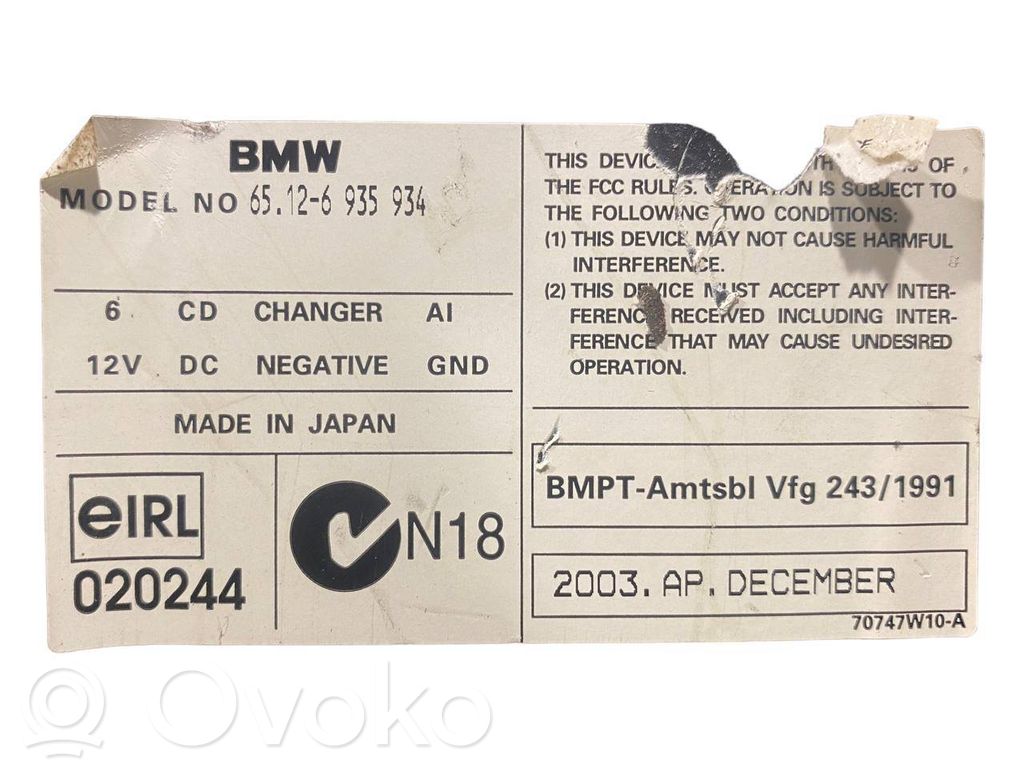 BMW
MODEL NO 65.12-6 935 934
6 CD CHANGER AI
12V DC NEGATIVE GND
MADE IN JAPAN
eIRL
020244
N18
THIS DEVICE OF
THE FCC RULES. OPERATION IS SUBJECT TO
THE FOLLOWING TWO CONDITIONS:
(1) THIS DEVICE MAY NOT CAUSE HARMFUL
INTERFERENCE.
(2) THIS DEVICE MUST ACCEPT ANY INTER-
FERENCE RECEIVED INCLUDING INTER-
FERENCE THAT MAY CAUSE UNDESIRED
OPERATION.
BMPT-Amtsbl Vfg 243/1991
2003. AP. DECEMBER
70747W10-A
Ovoko